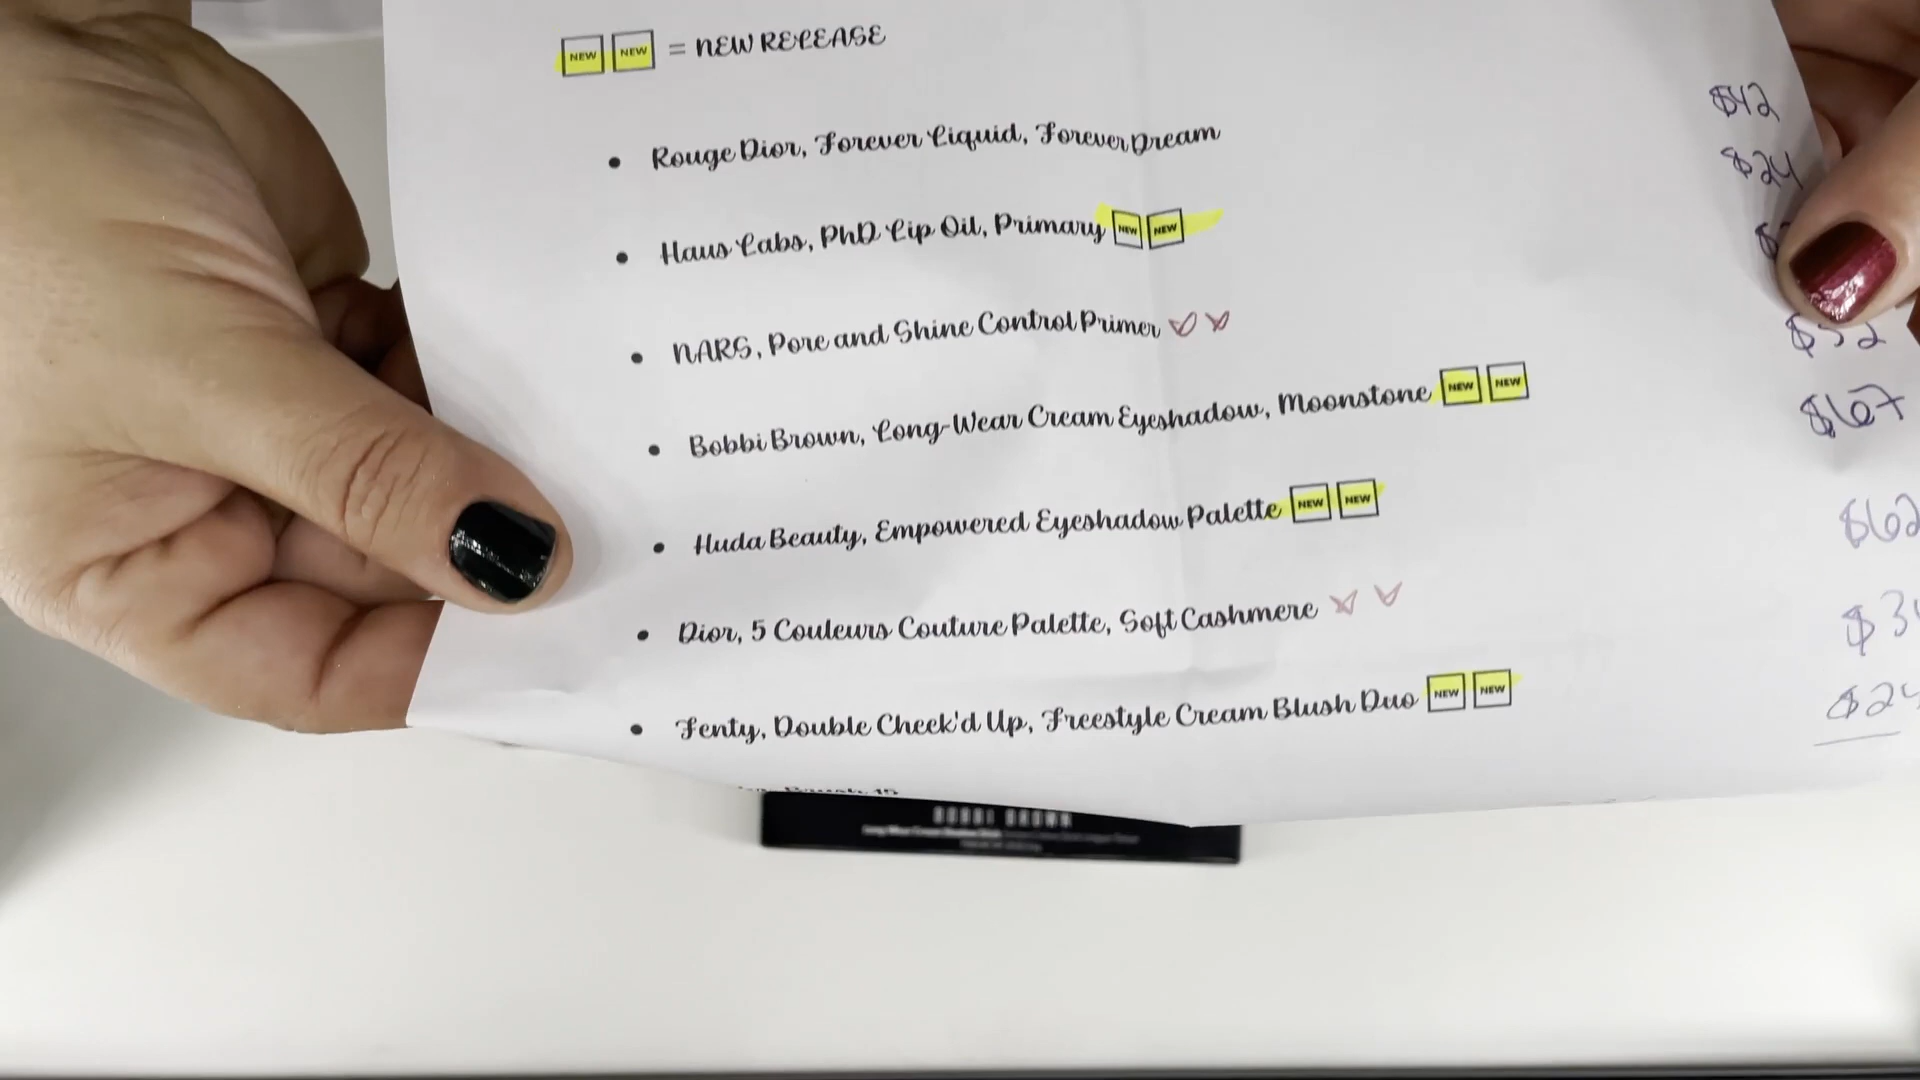 NEW NEW = NEW RELEASE
$42
Rouge Dior, Forever Liquid, Forever Dream
$24
Haus Labs, PhD Lip Oil, Primary NEW NEW
NARS, Pore and Shine Control Primer
$32
Bobbi Brown, Long-Wear Cream Eyeshadow, Moonstone NEW NEW
$67
Huda Beauty, Empowered Eyeshadow Palette NEW NEW
$62
Dior, 5 Couleurs Couture Palette, Soft Cashmere
Fenty, Double Cheek'd Up, Freestyle Cream Blush Duo NEW NEW
BOBBI BROWN